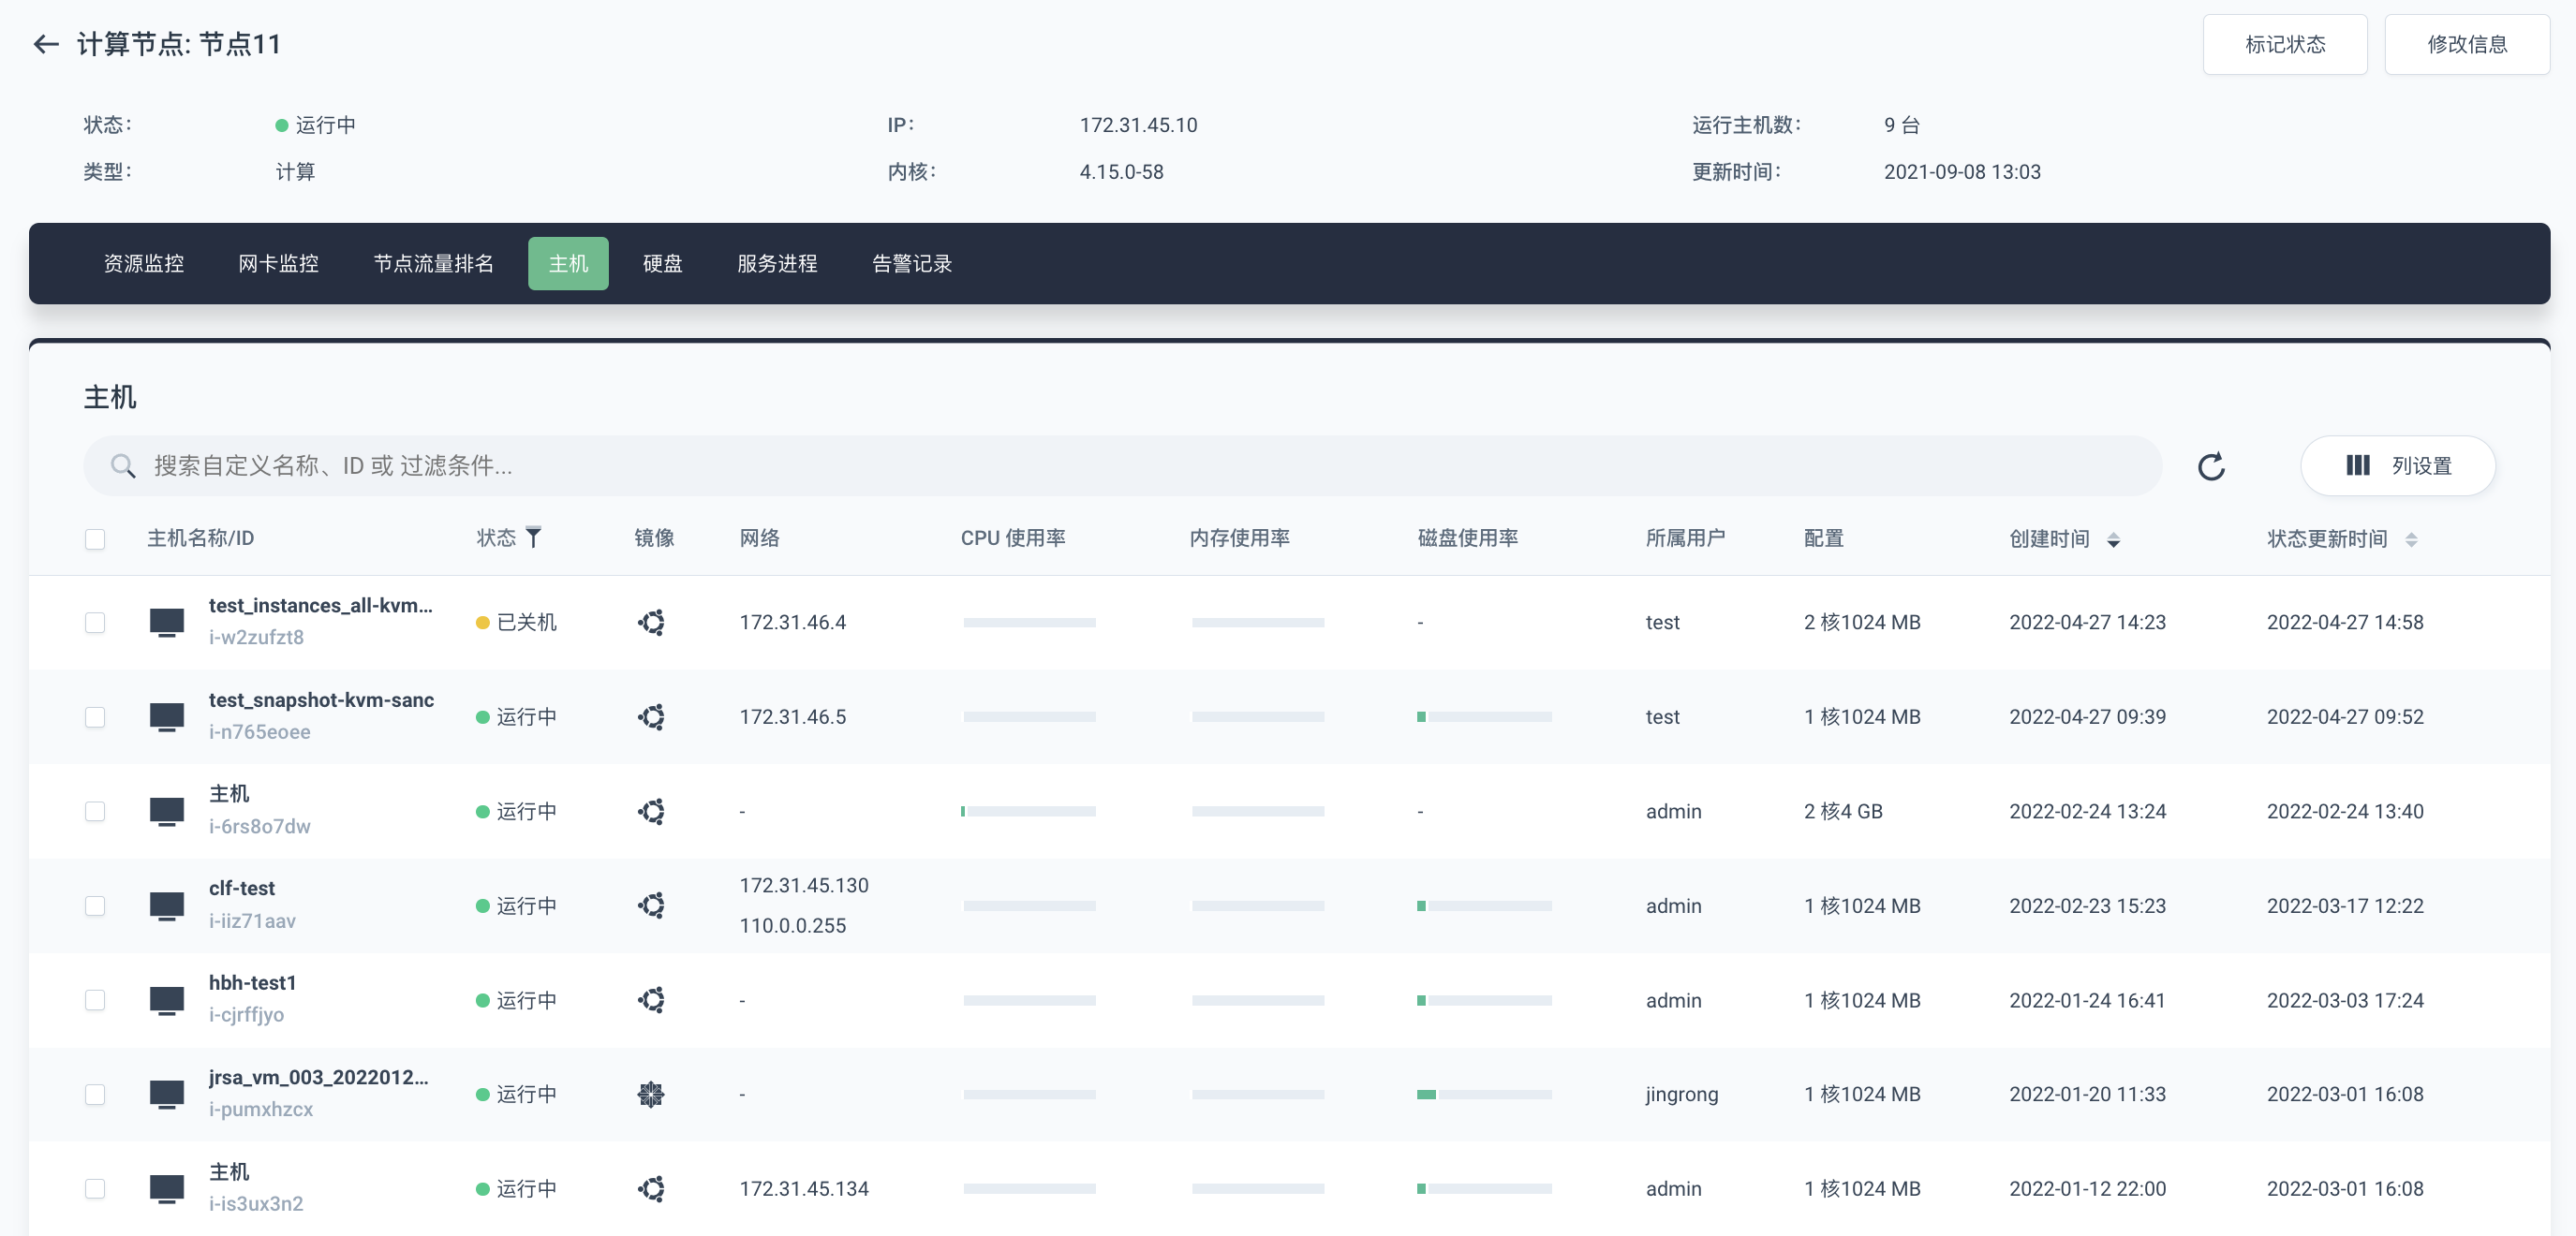 计算节点: 节点11
标记状态
修改信息
状态: 运行中 IP: 172.31.45.10 运行主机数: 9 台
类型: 计算 内核: 4.15.0-58 更新时间: 2021-09-08 13:03
资源监控 网卡监控 节点流量排名 主机 硬盘 服务进程 告警记录
主机
搜索自定义名称、ID 或 过滤条件...
列设置
主机名称/ID 状态 镜像 网络 CPU 使用率 内存使用率 磁盘使用率 所属用户 配置 创建时间 状态更新时间
test_instances_all-kvm...
i-w2zufzt8
已关机 172.31.46.4 - test 2 核1024 MB 2022-04-27 14:23 2022-04-27 14:58
test_snapshot-kvm-sanc
i-n765eoee
运行中 172.31.46.5 test 1 核1024 MB 2022-04-27 09:39 2022-04-27 09:52
主机
i-6rs8o7dw
运行中 - - admin 2 核4 GB 2022-02-24 13:24 2022-02-24 13:40
clf-test
i-iiz71aav
运行中
172.31.45.130
110.0.0.255
admin 1 核1024 MB 2022-02-23 15:23 2022-03-17 12:22
hbh-test1
i-cjrffjyo
运行中 - admin 1 核1024 MB 2022-01-24 16:41 2022-03-03 17:24
jrsa_vm_003_2022012...
i-pumxhzcx
运行中 - jingrong 1 核1024 MB 2022-01-20 11:33 2022-03-01 16:08
主机
i-is3ux3n2
运行中 172.31.45.134 admin 1 核1024 MB 2022-01-12 22:00 2022-03-01 16:08